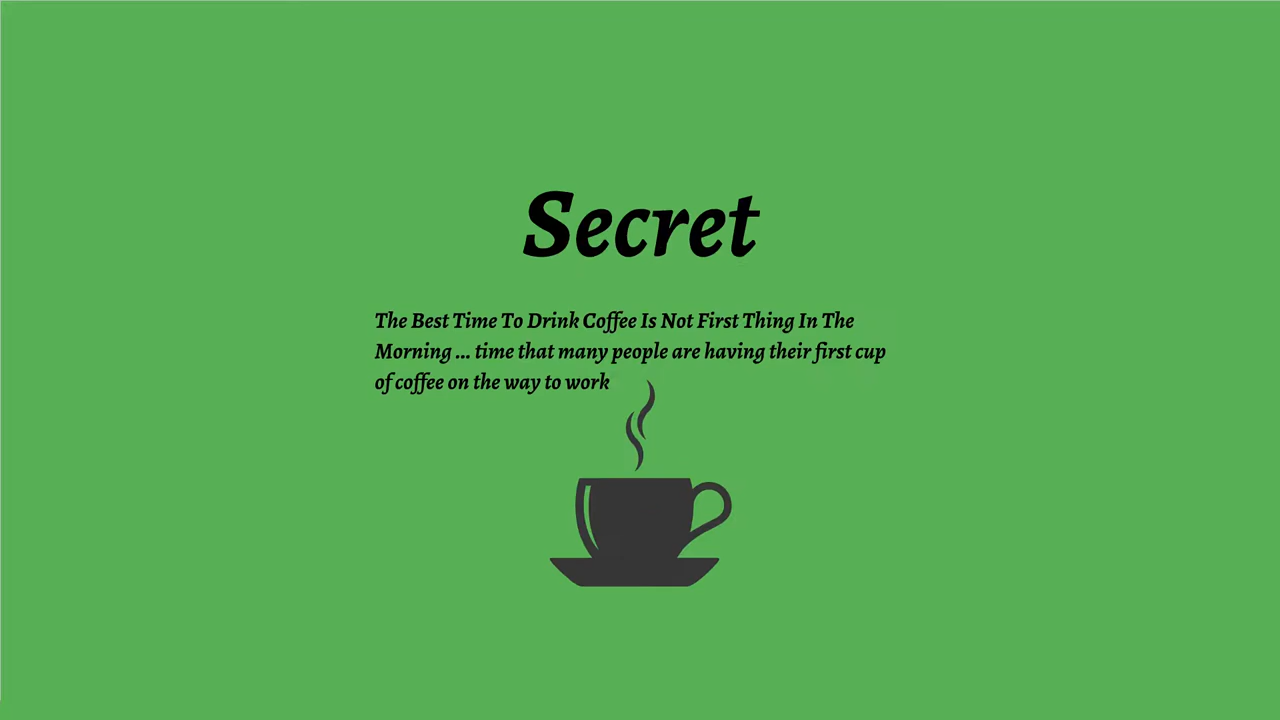 Secret
The Best Time To Drink Coffee Is Not First Thing In The
Morning ... time that many people are having their first cup
of coffee on the way to work